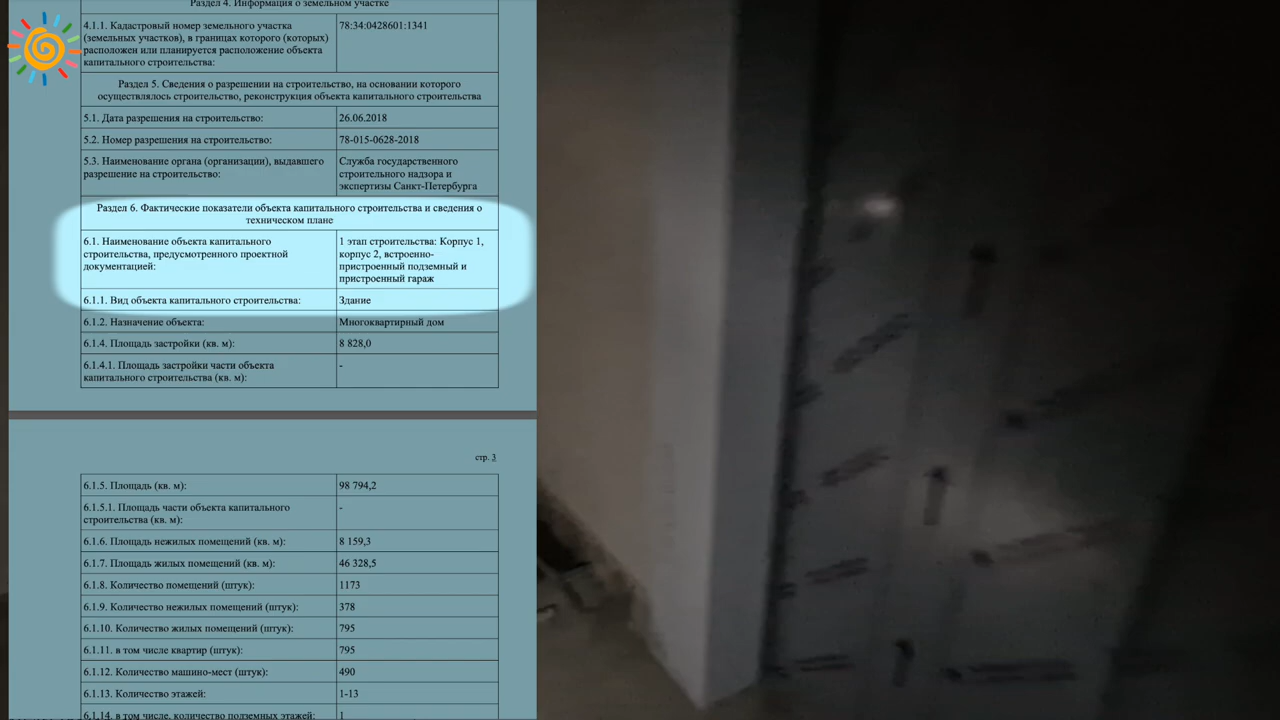 Раздел 4. Информация о земельном участке
4.1.1. Кадастровый номер земельного участка
(земельных участков), в границах которого (которых)
расположен или планируется расположение объекта
капитального строительства:
78:34:0428601:1341
Раздел 5. Сведения о разрешении на строительство, на основании которого
осуществлялось строительство, реконструкция объекта капитального строительства
5.1. Дата разрешения на строительство:
26.06.2018
5.2. Номер разрешения на строительство:
78-015-0628-2018
5.3. Наименование органа (организации), выдавшего
разрешение на строительство:
Служба государственного
строительного надзора и
экспертизы Санкт-Петербурга
Раздел 6. Фактические показатели объекта капитального строительства и сведения о
техническом плане
6.1. Наименование объекта капитального
строительства, предусмотренного проектной
документацией:
1 этап строительства: Корпус 1,
корпус 2, встроенно-
пристроенный подземный и
пристроенный гараж
6.1.1. Вид объекта капитального строительства:
Здание
6.1.2. Назначение объекта:
Многоквартирный дом
6.1.4. Площадь застройки (кв. м):
8 828,0
6.1.4.1. Площадь застройки части объекта
капитального строительства (кв. м):
-
стр. 3
6.1.5. Площадь (кв. м):
98 794,2
6.1.5.1. Площадь части объекта капитального
строительства (кв. м):
-
6.1.6. Площадь нежилых помещений (кв. м):
8 159,3
6.1.7. Площадь жилых помещений (кв. м):
46 328,5
6.1.8. Количество помещений (штук):
1173
6.1.9. Количество нежилых помещений (штук):
378
6.1.10. Количество жилых помещений (штук):
795
6.1.11. в том числе квартир (штук):
795
6.1.12. Количество машино-мест (штук):
490
6.1.13. Количество этажей:
1-13
6.1.14. в том числе, количество подземных этажей:
1